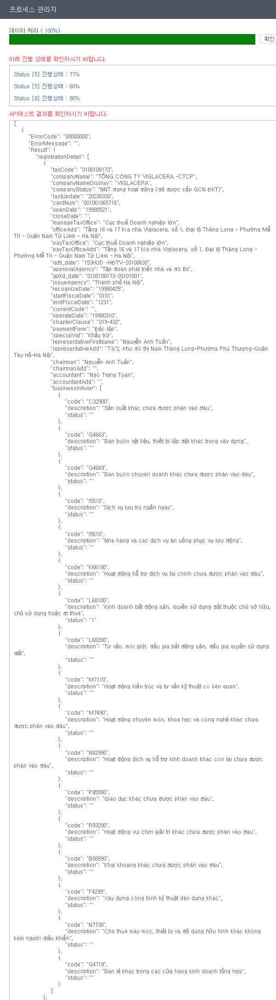 프로세스 관리자
데이터 처리 ( 100%)
확인
아래 진행 상태를 확인하시기 바랍니다.
Status [5] 진행상태 : 77%
Status [5] 진행상태 : 60%
Status [8] 진행상태 : 90%
API테스트 결과를 확인하시기 바랍니다.
[
{
"ErrorCode": "00000000",
"ErrorMessage": "",
"Result": {
"registrationDetail": [
{
"taxCode": "0100108173",
"companyName": "TỔNG CÔNG TY VIGLACERA -CTCP",
"companyNameDisplay": "VIGLACERA",
"companyStatus": "NNT đang hoạt động (đã được cấp GCN ĐKT)",
"lastUpdate": "20230330",
"cardNum": "001061065716",
"openDate": "19980521",
"closeDate": "",
"manageTaxOffice": "Cục thuế Doanh nghiệp lớn",
"officeAdd": "Tầng 16 và 17 tòa nhà Viglacera, số 1, Đại lộ Thăng Long - Phường Mễ
Trì - Quận Nam Từ Liêm - Hà Nội",
"payTaxOffice": "Cục thuế Doanh nghiệp lớn",
"payTaxOfficeAdd": "Tầng 16 và 17 tòa nhà Viglacera, số 1, Đại lộ Thăng Long -
Phường Mễ Trì - Quận Nam Từ Liêm - Hà Nội",
"qdtl_date": "153HUD -HĐTV-20100630",
"approvalAgency": "Tập đoàn phát triển nhà và đô thị",
"gpkd_date": "0100108173-20101001",
"issueAgency": "Thành phố Hà Nội",
"recognizeDate": "19980425",
"startFiscalDate": "0101",
"endFiscalDate": "1231",
"currentCode": "",
"operateDate": "19980310",
"chapterClause": "019-432",
"paymentForm": "Độc lập",
"specialVat": "Khấu trừ",
"representativeFirstName": "Nguyễn Anh Tuấn",
"representativeAdd": "T3/2, Khu đô thị Nam Thăng Long-Phường Phú Thượng-Quận
Tây Hồ-Hà Nội",
"chairman": "Nguyễn Anh Tuấn",
"chairmanAdd": "",
"accountant": "Ngô Trọng Toán",
"accountantAdd": "",
"businessInfoArr": [
{
"code": "C32900",
"description": "Sản xuất khác chưa được phân vào đâu",
"status": ""
},
{
"code": "G4663",
"description": "Bán buôn vật liệu, thiết bị lắp đặt khác trong xây dựng",
"status": ""
},
{
"code": "G4669",
"description": "Bán buôn chuyên doanh khác chưa được phân vào đâu",
"status": ""
},
{
"code": "I5510",
"description": "Dịch vụ lưu trú ngắn ngày",
"status": ""
},
{
"code": "I5610",
"description": "Nhà hàng và các dịch vụ ăn uống phục vụ lưu động",
"status": ""
},
{
"code": "K66190",
"description": "Hoạt động hỗ trợ dịch vụ tài chính chưa được phân vào đâu",
"status": ""
},
{
"code": "L68100",
"description": "Kinh doanh bất động sản, quyền sử dụng đất thuộc chủ sở hữu,
chủ sử dụng hoặc đi thuê",
"status": "1"
},
{
"code": "L68200",
"description": "Tư vấn, môi giới, đấu giá bất động sản, đấu giá quyền sử dụng
đất",
"status": ""
},
{
"code": "M7110",
"description": "Hoạt động kiến trúc và tư vấn kỹ thuật có liên quan",
"status": ""
},
{
"code": "M7490",
"description": "Hoạt động chuyên môn, khoa học và công nghệ khác chưa
được phân vào đâu",
"status": ""
},
{
"code": "N82990",
"description": "Hoạt động dịch vụ hỗ trợ kinh doanh khác còn lại chưa được
phân vào đâu",
"status": ""
},
{
"code": "P85590",
"description": "Giáo dục khác chưa được phân vào đâu",
"status": ""
},
{
"code": "R93290",
"description": "Hoạt động vui chơi giải trí khác chưa được phân vào đâu",
"status": ""
},
{
"code": "B08990",
"description": "Khai khoáng khác chưa được phân vào đâu",
"status": ""
},
{
"code": "F4299",
"description": "Xây dựng công trình kỹ thuật dân dụng khác",
"status": ""
},
{
"code": "N7730",
"description": "Cho thuê máy móc, thiết bị và đồ dùng hữu hình khác không
kèm người điều khiển",
"status": ""
},
{
"code": "G4719",
"description": "Bán lẻ khác trong các cửa hàng kinh doanh tổng hợp",
"status": ""
}
]
},